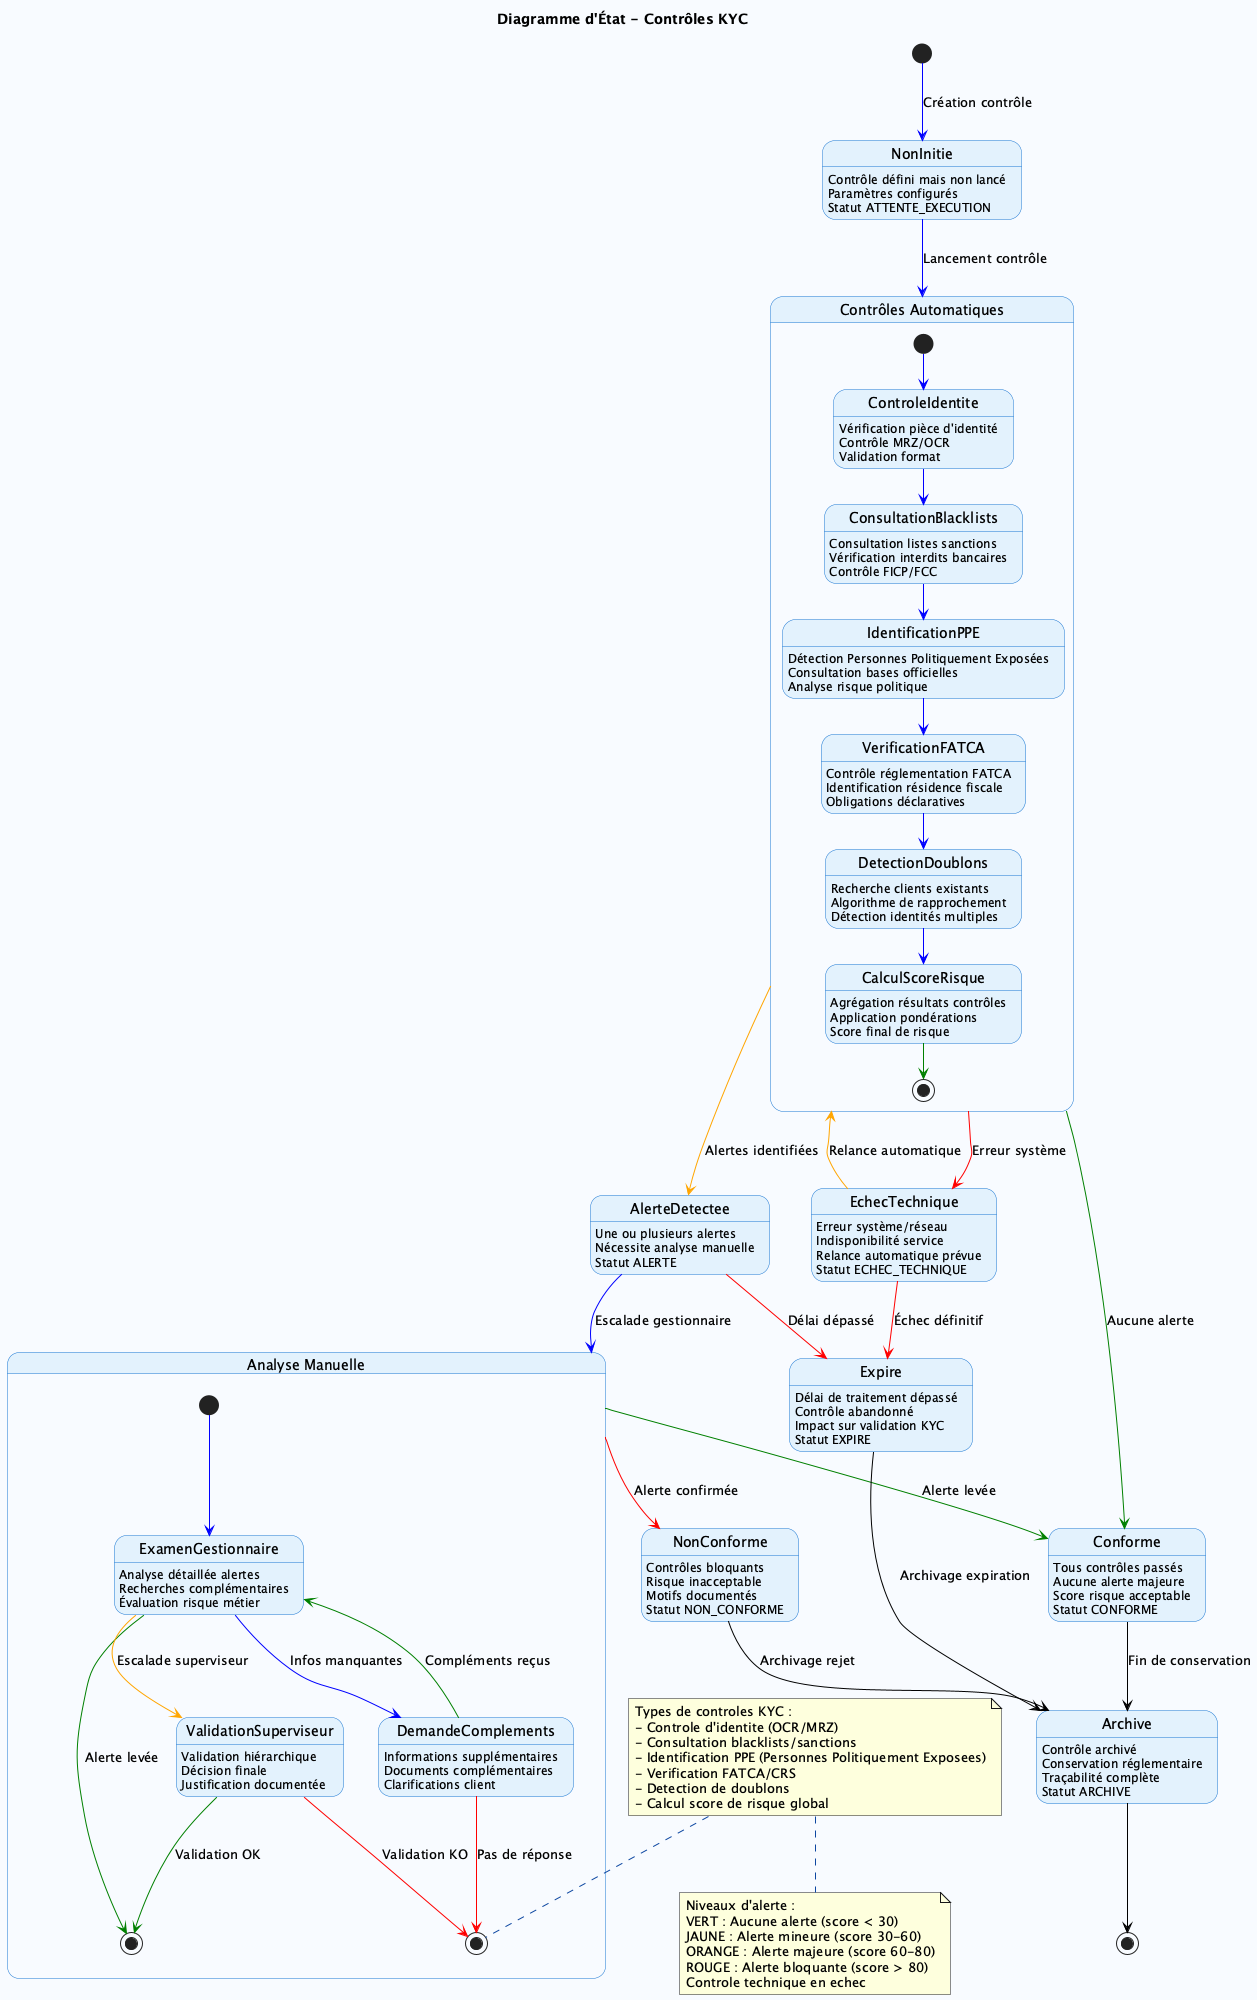 Diagramme d'État - Contrôles KYC
Création contrôle
NonInitie
Contrôle défini mais non lancé
Paramètres configurés
Statut ATTENTE_EXECUTION
Lancement contrôle
Contrôles Automatiques
ControleIdentite
Vérification pièce d'identité
Contrôle MRZ/OCR
Validation format
ConsultationBlacklists
Consultation listes sanctions
Vérification interdits bancaires
Contrôle FICP/FCC
IdentificationPPE
Détection Personnes Politiquement Exposées
Consultation bases officielles
Analyse risque politique
VerificationFATCA
Contrôle réglementation FATCA
Identification résidence fiscale
Obligations déclaratives
DetectionDoublons
Recherche clients existants
Algorithme de rapprochement
Détection identités multiples
CalculScoreRisque
Agrégation résultats contrôles
Application pondérations
Score final de risque
Alertes identifiées
Relance automatique
Erreur système
AlerteDetectee
Une ou plusieurs alertes
Nécessite analyse manuelle
Statut ALERTE
EchecTechnique
Erreur système/réseau
Indisponibilité service
Relance automatique prévue
Statut ECHEC_TECHNIQUE
Escalade gestionnaire
Délai dépassé
Échec définitif
Aucune alerte
Analyse Manuelle
Expire
Délai de traitement dépassé
Contrôle abandonné
Impact sur validation KYC
Statut EXPIRE
Alerte confirmée
Alerte levée
ExamenGestionnaire
Analyse détaillée alertes
Recherches complémentaires
Évaluation risque métier
NonConforme
Contrôles bloquants
Risque inacceptable
Motifs documentés
Statut NON_CONFORME
Archivage expiration
Conforme
Tous contrôles passés
Aucune alerte majeure
Score risque acceptable
Statut CONFORME
Escalade superviseur
Infos manquantes
Compléments reçus
Archivage rejet
Fin de conservation
Alerte levée
ValidationSuperviseur
Validation hiérarchique
Décision finale
Justification documentée
DemandeComplements
Informations supplémentaires
Documents complémentaires
Clarifications client
Types de controles KYC :
- Controle d'identite (OCR/MRZ)
- Consultation blacklists/sanctions
- Identification PPE (Personnes Politiquement Exposees)
- Verification FATCA/CRS
- Detection de doublons
- Calcul score de risque global
Archive
Contrôle archivé
Conservation réglementaire
Traçabilité complète
Statut ARCHIVE
Validation OK
Validation KO
Pas de réponse
Niveaux d'alerte :
VERT : Aucune alerte (score < 30)
JAUNE : Alerte mineure (score 30-60)
ORANGE : Alerte majeure (score 60-80)
ROUGE : Alerte bloquante (score > 80)
Controle technique en echec